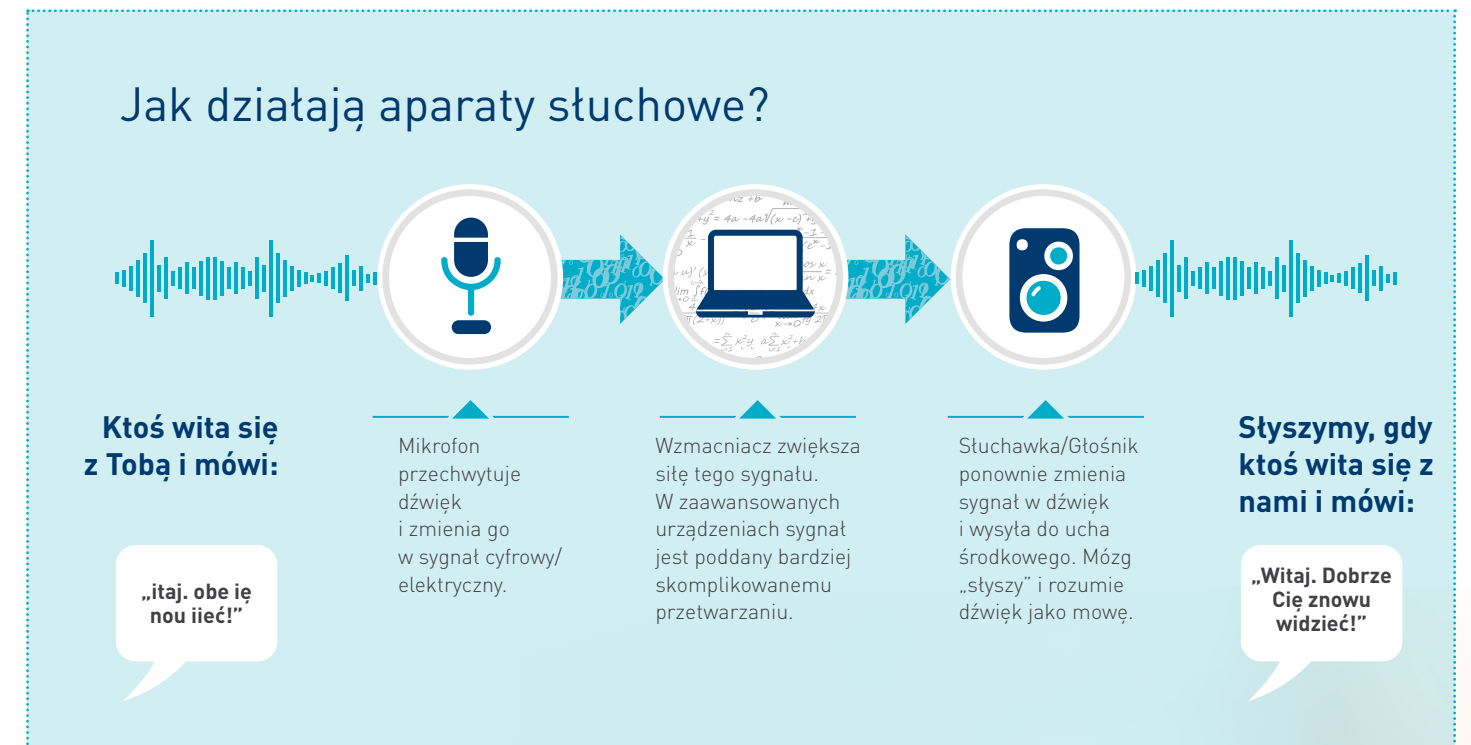 Jak działają aparaty słuchowe?
Ktoś wita się
z Tobą i mówi:
„itaj. obe ię
nou iieć!”
Mikrofon
przechwytuje
dźwięk
i zmienia go
w sygnał cyfrowy/
elektryczny.
Wzmacniacz zwiększa
siłę tego sygnału.
W zaawansowanych
urządzeniach sygnał
jest poddany bardziej
skomplikowanemu
przetwarzaniu.
Słuchawka/Głośnik
ponownie zmienia
sygnał w dźwięk
i wysyła do ucha
środkowego. Mózg
„słyszy” i rozumie
dźwięk jako mowę.
Słyszymy, gdy
ktoś wita się z
nami i mówi:
„Witaj. Dobrze
Cię znowu
widzieć!”